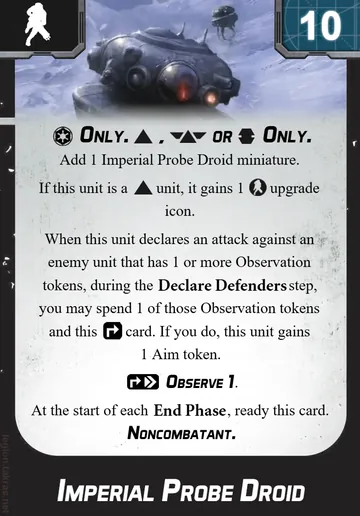 10
ONLY. , OR ONLY.
Add 1 Imperial Probe Droid miniature.
If this unit is a unit, it gains 1 upgrade
icon.
When this unit declares an attack against an
enemy unit that has 1 or more Observation
tokens, during the Declare Defenders step,
you may spend 1 of those Observation tokens
and this card. If you do, this unit gains
1 Aim token.
OBSERVE 1.
At the start of each End Phase, ready this card.
NONCOMBATANT.
IMPERIAL PROBE DROID